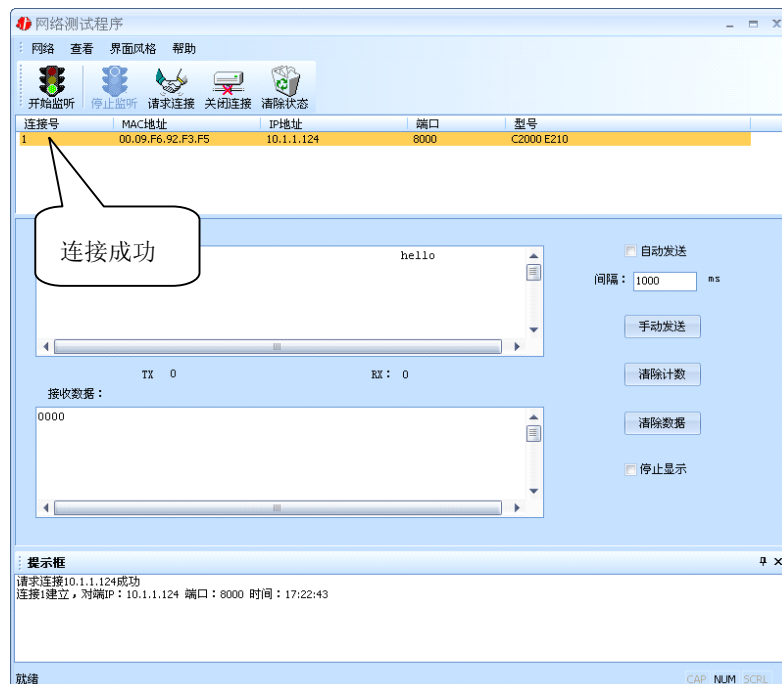 网络测试程序
网络 查看 界面风格 帮助
开始监听 停止监听 请求连接 关闭连接 清除状态
连接号 MAC地址 IP地址 端口 型号
1 00.09.F6.92.F3.F5 10.1.1.124 8000 C2000 E210
连接成功
hello
自动发送
间隔: 1000 ms
手动发送
TX 0 RX: 0
清除计数
接收数据:
0000
清除数据
停止显示
提示框
请求连接10.1.1.124成功
连接1建立,对端IP:10.1.1.124 端口:8000 时间:17:22:43
就绪
CAP NUM SCRL